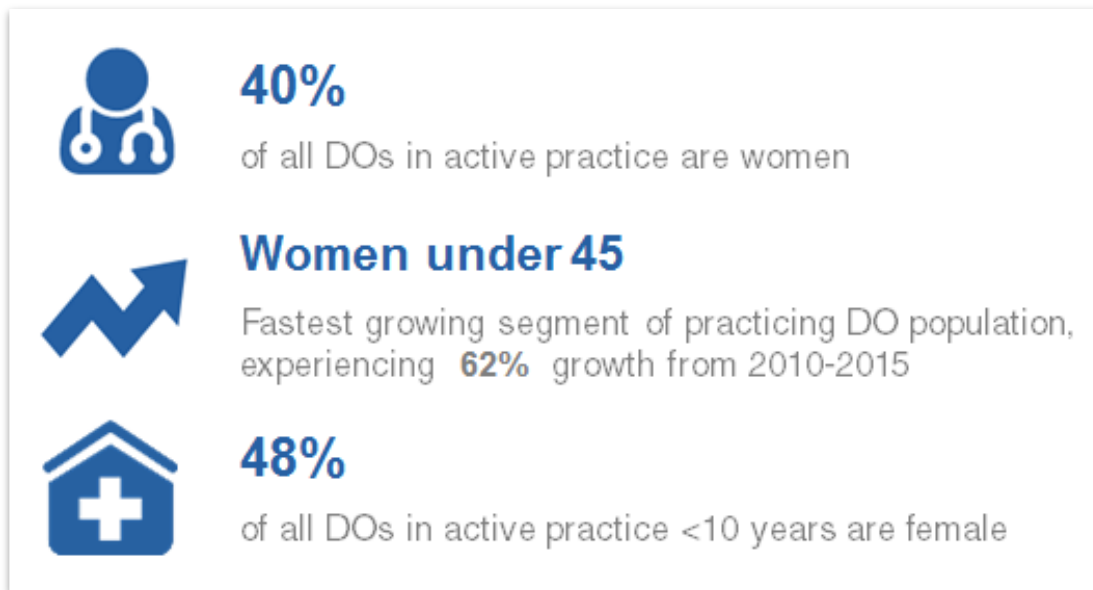 40%
of all DOs in active practice are women
Women under 45
Fastest growing segment of practicing DO population,
experiencing 62% growth from 2010-2015
48%
of all DOs in active practice <10 years are female